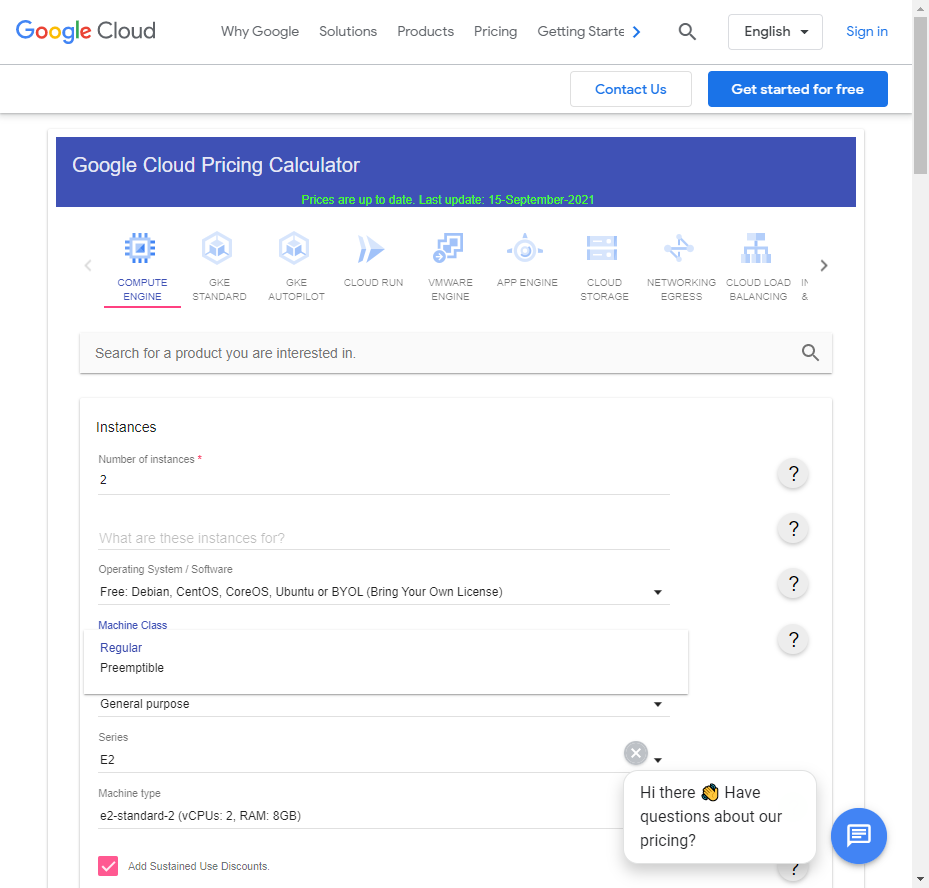 Google Cloud
Why Google Solutions Products Pricing Getting Starte
English
Sign in
Contact Us
Get started for free
Google Cloud Pricing Calculator
Prices are up to date. Last update: 15-September-2021
COMPUTE ENGINE
GKE STANDARD
GKE AUTOPILOT
CLOUD RUN
VMWARE ENGINE
APP ENGINE
CLOUD STORAGE
NETWORKING EGRESS
CLOUD LOAD BALANCING
IN &
Search for a product you are interested in.
Instances
Number of instances *
2
?
What are these instances for?
?
Operating System / Software
Free: Debian, CentOS, CoreOS, Ubuntu or BYOL (Bring Your Own License)
?
Machine Class
Regular
Preemptible
?
General purpose
Series
E2
Machine type
e2-standard-2 (vCPUs: 2, RAM: 8GB)
Hi there 👋 Have
questions about our
pricing?
Add Sustained Use Discounts.
?